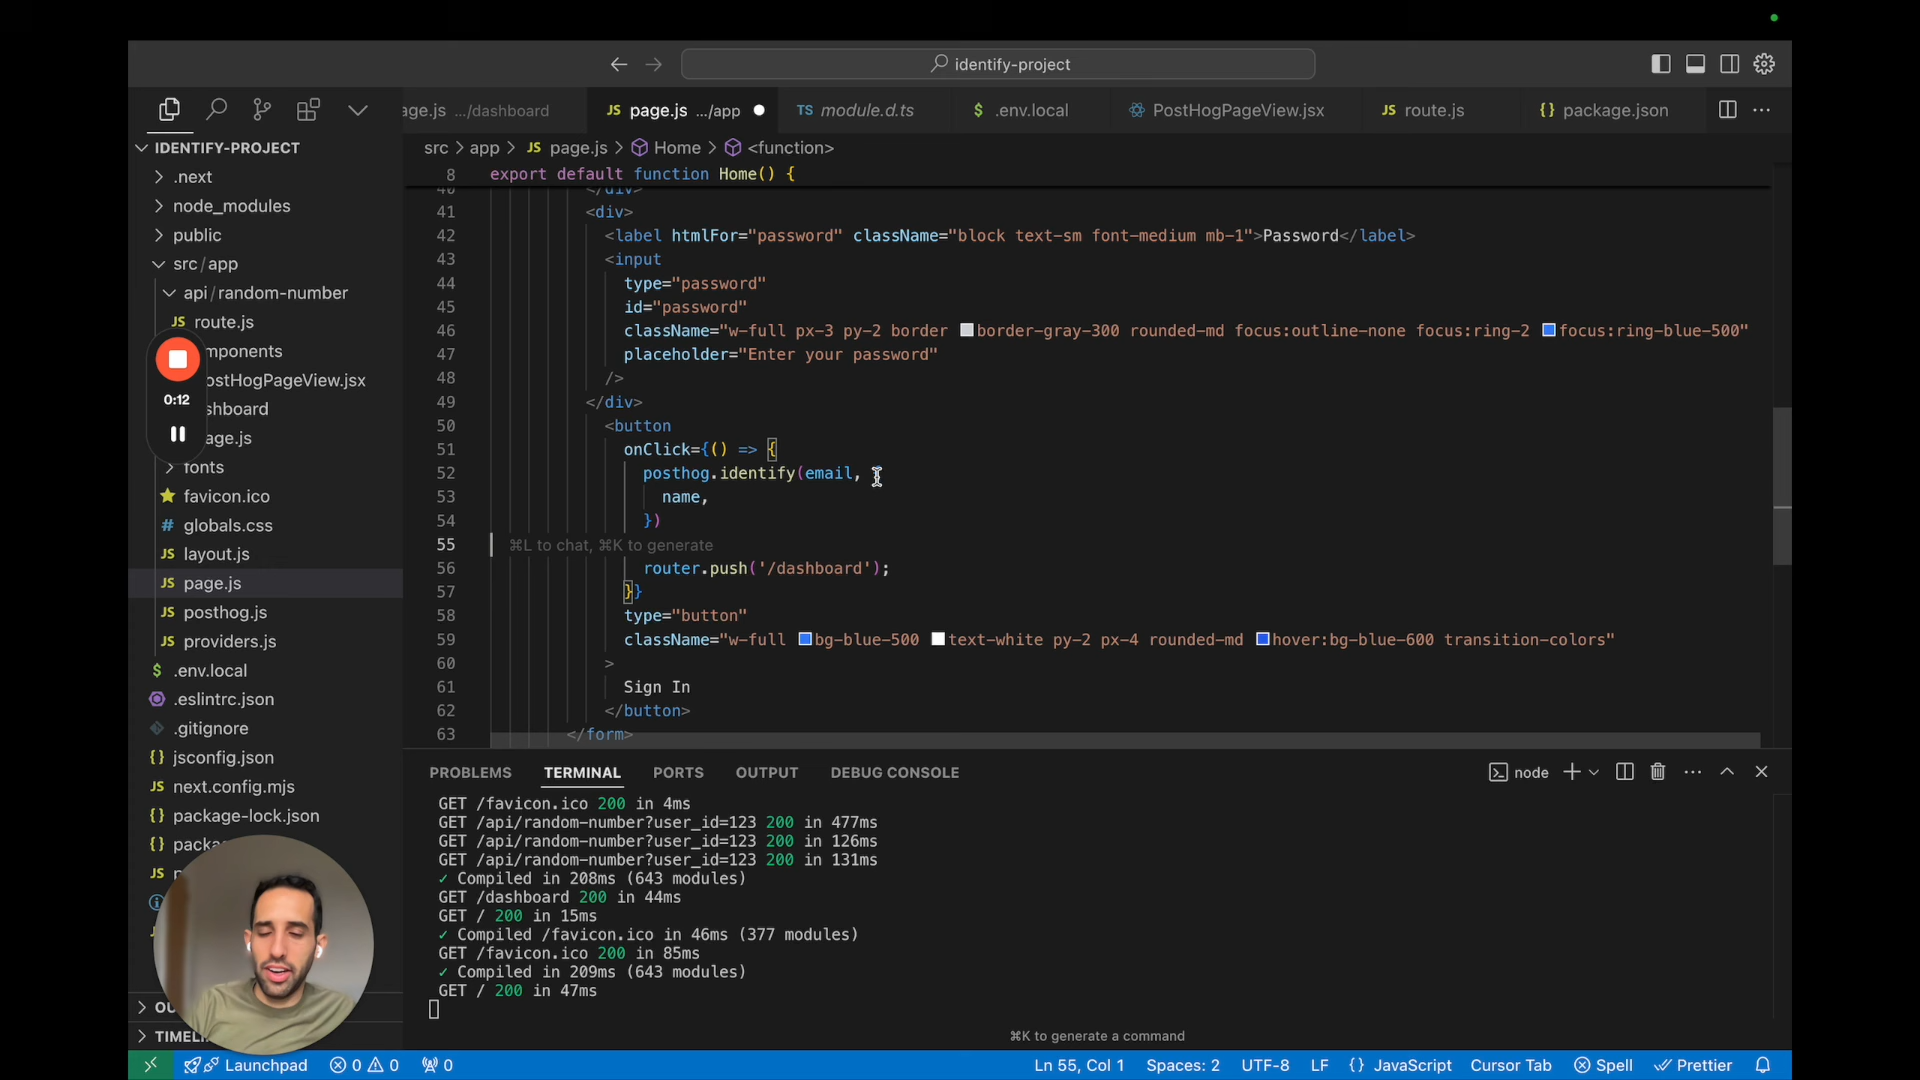 identify-project
age.js .../dashboard
JS page.js .../app
TS module.d.ts
$ .env.local
PostHogPageView.jsx
JS route.js
{} package.json
IDENTIFY-PROJECT
src > app > JS page.js > Home > <function>
8 export default function Home() {
.next
node_modules
public
src/app
api/random-number
JS route.js
mponents
ostHogPageView.jsx
shboard
age.js
fonts
favicon.ico
# globals.css
JS layout.js
JS page.js
JS posthog.js
JS providers.js
$ .env.local
.eslintrc.json
.gitignore
{} jsconfig.json
JS next.config.mjs
{} package-lock.json
{} packa
JS
OU
TIMEL
0:12
40 </div>
41 <div>
42 <label htmlFor="password" className="block text-sm font-medium mb-1">Password</label>
43 <input
44 type="password"
45 id="password"
46 className="w-full px-3 py-2 border border-gray-300 rounded-md focus:outline-none focus:ring-2 focus:ring-blue-500"
47 placeholder="Enter your password"
48 />
49 </div>
50 <button
51 onClick={() => {
52 posthog.identify(email, 
53 name,
54 })
55 ⌘L to chat, ⌘K to generate
56 router.push('/dashboard');
57 }}
58 type="button"
59 className="w-full bg-blue-500 text-white py-2 px-4 rounded-md hover:bg-blue-600 transition-colors"
60 >
61 Sign In
62 </button>
63 </form>
PROBLEMS TERMINAL PORTS OUTPUT DEBUG CONSOLE
node
GET /favicon.ico 200 in 4ms
GET /api/random-number?user_id=123 200 in 477ms
GET /api/random-number?user_id=123 200 in 126ms
GET /api/random-number?user_id=123 200 in 131ms
✓ Compiled in 208ms (643 modules)
GET /dashboard 200 in 44ms
GET / 200 in 15ms
✓ Compiled /favicon.ico in 46ms (377 modules)
GET /favicon.ico 200 in 85ms
✓ Compiled in 209ms (643 modules)
GET / 200 in 47ms
⌘K to generate a command
Launchpad 0 0 0
Ln 55, Col 1 Spaces: 2 UTF-8 LF {} JavaScript Cursor Tab Spell Prettier